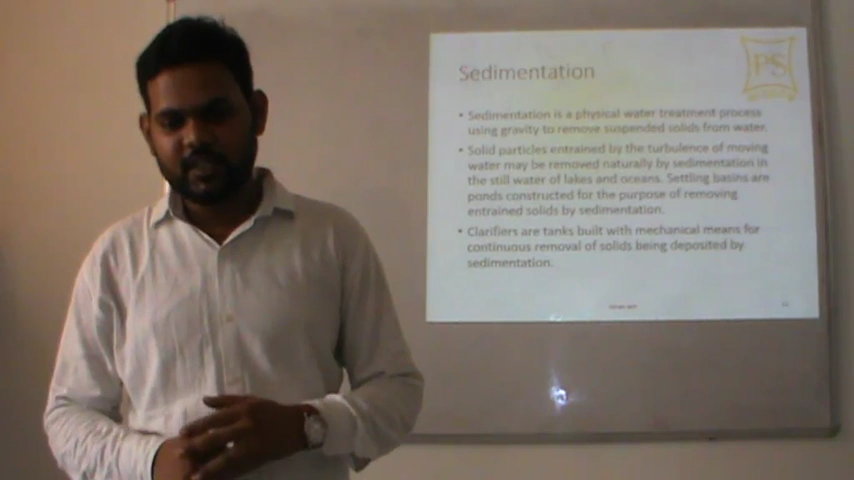 Sedimentation
PS
• Sedimentation is a physical water treatment process
using gravity to remove suspended solids from water.
• Solid particles entrained by the turbulence of moving
water may be removed naturally by sedimentation in
the still water of lakes and oceans. Settling basins are
ponds constructed for the purpose of removing
entrained solids by sedimentation.
• Clarifiers are tanks built with mechanical means for
continuous removal of solids being deposited by
sedimentation.